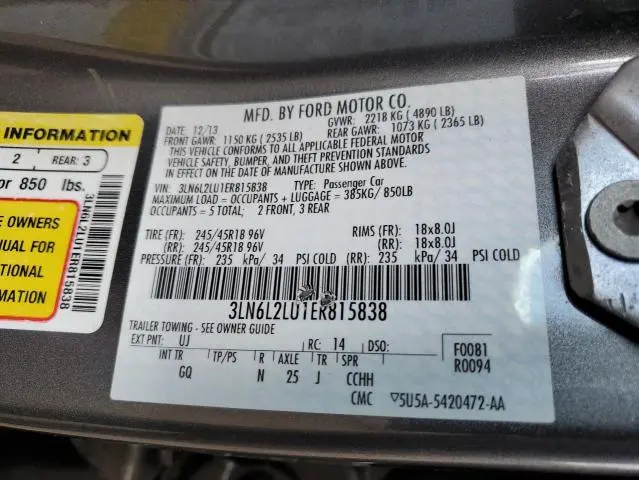 INFORMATION
2 REAR: 3
or 850 lbs.
E OWNERS
NUAL FOR
TIONAL
MATION
3LN6L2LU1ER815838
MFD. BY FORD MOTOR CO.
DATE: 12/13 GVWR: 2218 KG ( 4890 LB)
FRONT GAWR: 1150 KG ( 2535 LB) REAR GAWR: 1073 KG ( 2365 LB)
THIS VEHICLE CONFORMS TO ALL APPLICABLE FEDERAL MOTOR
VEHICLE SAFETY, BUMPER, AND THEFT PREVENTION STANDARDS
IN EFFECT ON THE DATE OF MANUFACTURE SHOWN ABOVE.
VIN: 3LN6L2LU1ER815838 TYPE: Passenger Car
MAXIMUM LOAD = OCCUPANTS + LUGGAGE = 385KG/ 850LB
OCCUPANTS = 5 TOTAL; 2 FRONT, 3 REAR
TIRE (FR): 245/45R18 96V RIMS (FR): 18x8.0J
(RR): 245/45R18 96V (RR): 18x8.0J
PRESSURE (FR): 235 kPa/ 34 PSI COLD (RR): 235 kPa/ 34 PSI COLD
3LN6L2LU1ER815838
TRAILER TOWING - SEE OWNER GUIDE
EXT PNT: UJ RC: 14 DSO: F0081
INT TR TP/PS R AXLE TR SPR R0094
GQ N 25 J CCHH
CMC ▽5U5A-5420472-AA